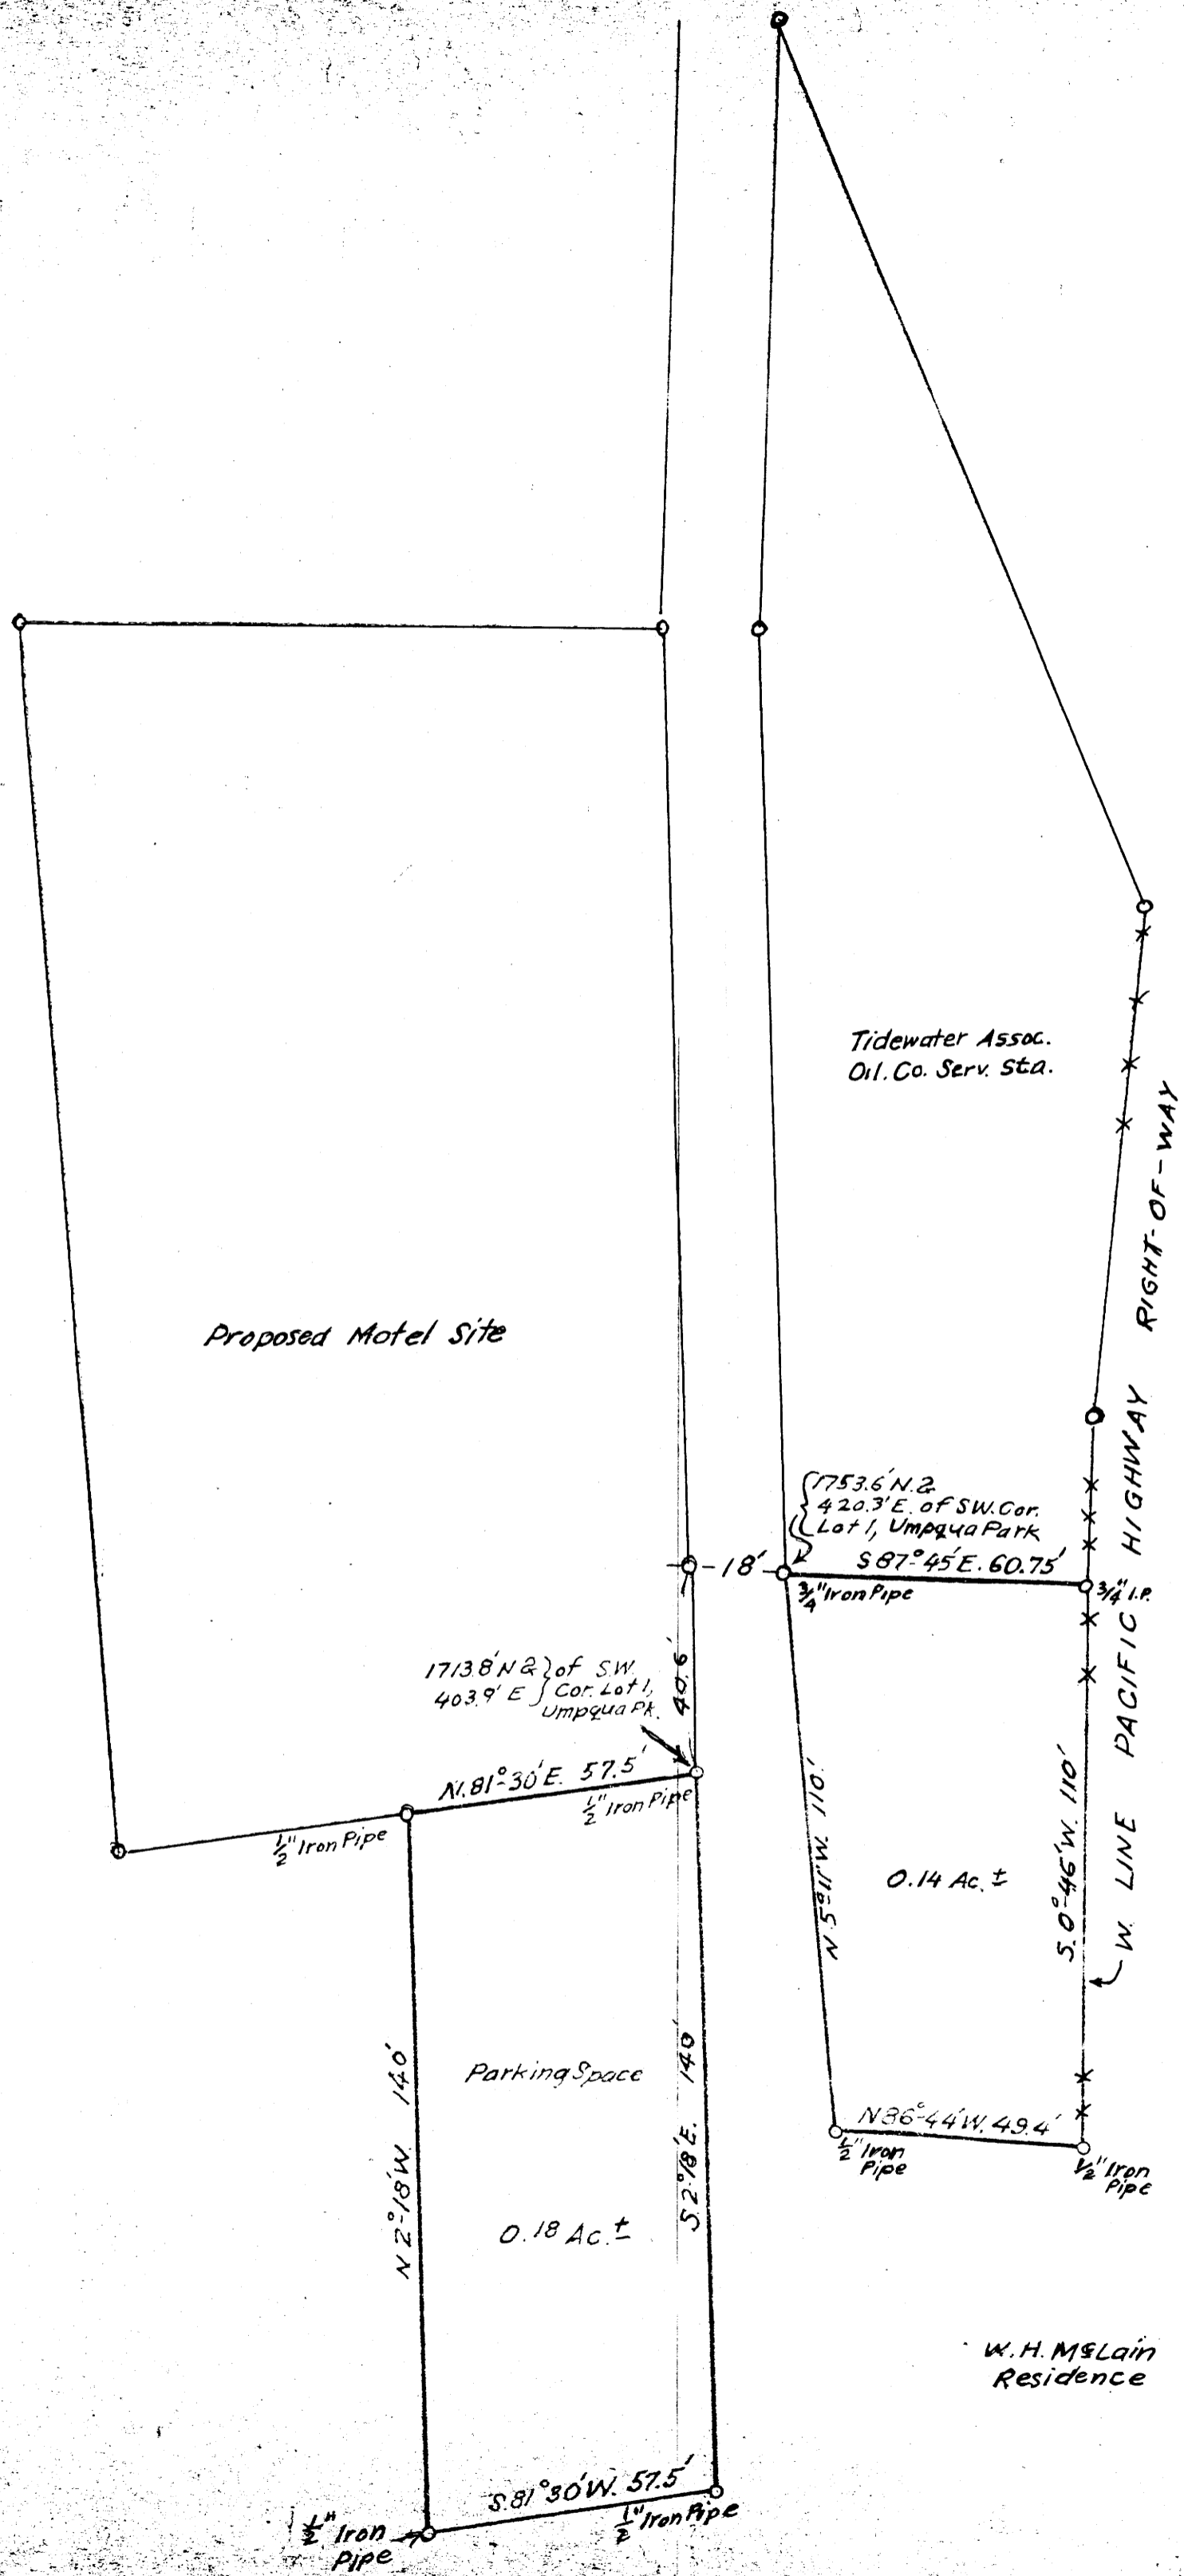 Tidewater Assoc.
Oil. Co. Serv. Sta.
RIGHT-OF-WAY
Proposed Motel Site
W. LINE PACIFIC HIGHWAY
1753.6' N. &
420.3' E. of SW. Cor.
Lot 1, Umpqua Park
18'
S 87°-45' E. 60.75'
3/4" Iron Pipe
3/4" I.P.
1713.8' N & } of S.W.
403.9' E } Cor. Lot 1,
Umpqua Pk.
40.6'
N. 81°-30' E. 57.5'
1/2" Iron Pipe
1/2" Iron Pipe
N. 5°-11' W. 110.'
0.14 Ac. ±
S. 0°-46' W. 110'
Parking Space
N 2°-18' W. 140'
S. 2°-18' E. 140'
N 86°-44' W. 49.4'
1/2" Iron
Pipe
1/2" Iron
Pipe
0.18 Ac. ±
W. H. McLain
Residence
S. 81°30' W. 57.5'
1/2" Iron
Pipe
1/2" Iron Pipe